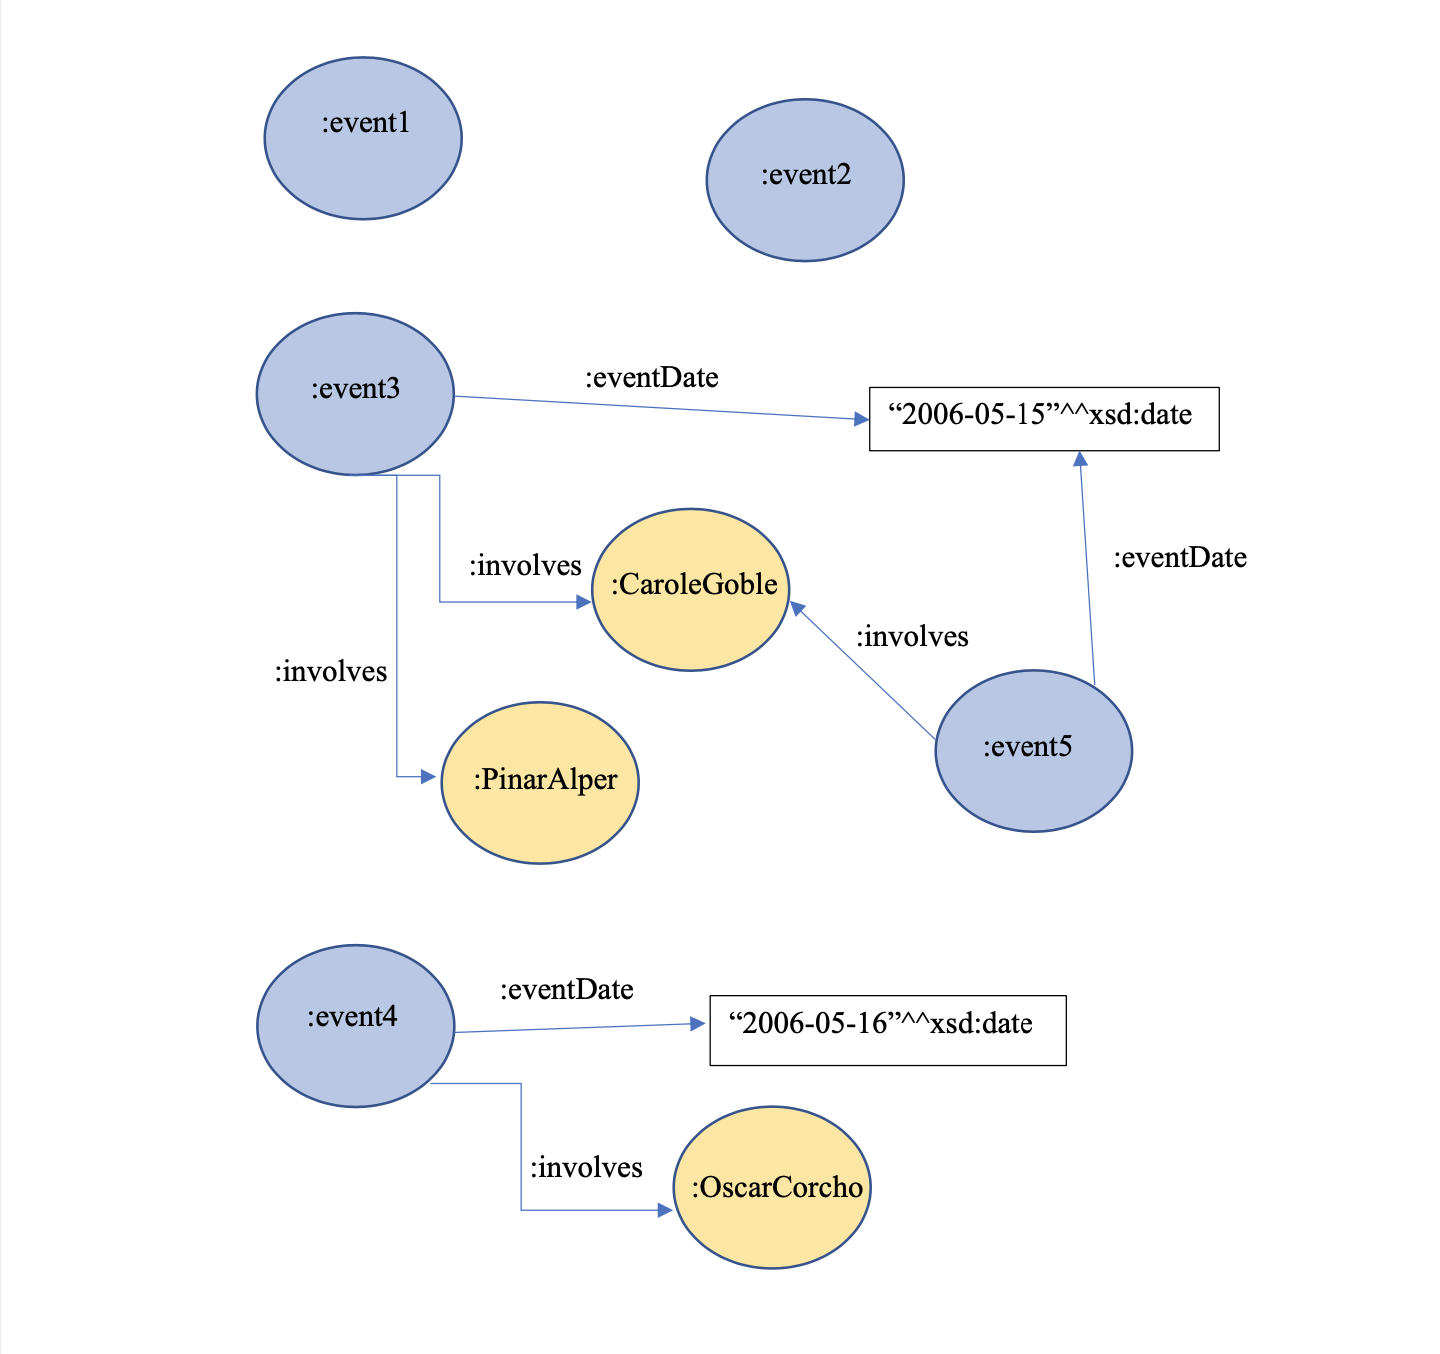 :event1
:event2
:event3
:eventDate
“2006-05-15”^^xsd:date
:involves
:CaroleGoble
:eventDate
:involves
:involves
:PinarAlper
:event5
:event4
:eventDate
“2006-05-16”^^xsd:date
:involves
:OscarCorcho